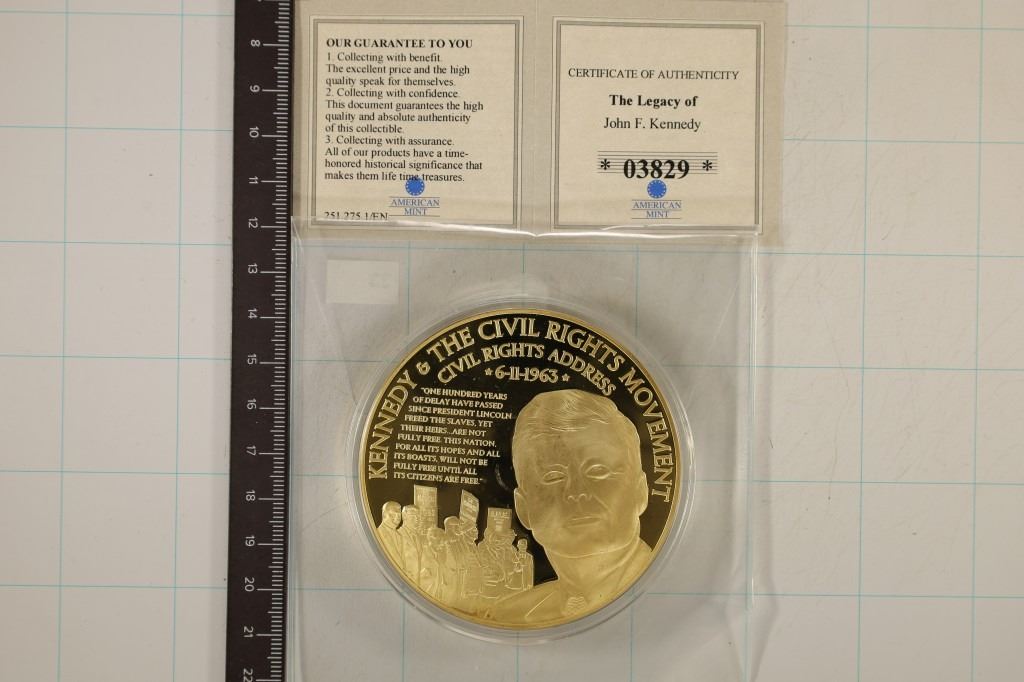 OUR GUARANTEE TO YOU
1. Collecting with benefit.
The excellent price and the high
quality speak for themselves.
2. Collecting with confidence.
This document guarantees the high
quality and absolute authenticity
of this collectible.
3. Collecting with assurance.
All of our products have a time-
honored historical significance that
makes them life time treasures.
AMERICAN
MINT
251.275.1/EN
CERTIFICATE OF AUTHENTICITY
The Legacy of
John F. Kennedy
* 03829 *
AMERICAN
MINT
8
9
10
11
12
13
14
15
16
17
18
19
20
21
22
KENNEDY & THE CIVIL RIGHTS MOVEMENT
CIVIL RIGHTS ADDRESS
* 6-11-1963 *
"ONE HUNDRED YEARS
OF DELAY HAVE PASSED
SINCE PRESIDENT LINCOLN
FREED THE SLAVES, YET
THEIR HEIRS...ARE NOT
FULLY FREE. THIS NATION,
FOR ALL ITS HOPES AND ALL
ITS BOASTS, WILL NOT BE
FULLY FREE UNTIL ALL
ITS CITIZENS ARE FREE."